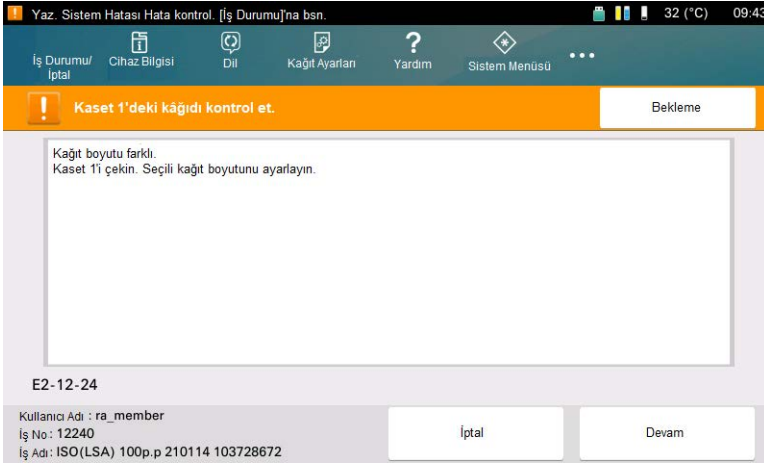 Yaz. Sistem Hatası Hata kontrol. [İş Durumu]'na bsn.
32 (°C)
09:43
İş Durumu/
İptal
Cihaz Bilgisi
Dil
Kağıt Ayarları
Yardım
Sistem Menüsü
Kaset 1'deki kâğıdı kontrol et.
Bekleme
Kağıt boyutu farklı.
Kaset 1'i çekin. Seçili kağıt boyutunu ayarlayın.
E2-12-24
Kullanıcı Adı : ra_member
İş No : 12240
İş Adı : ISO(LSA) 100p.p 210114 103728672
İptal
Devam